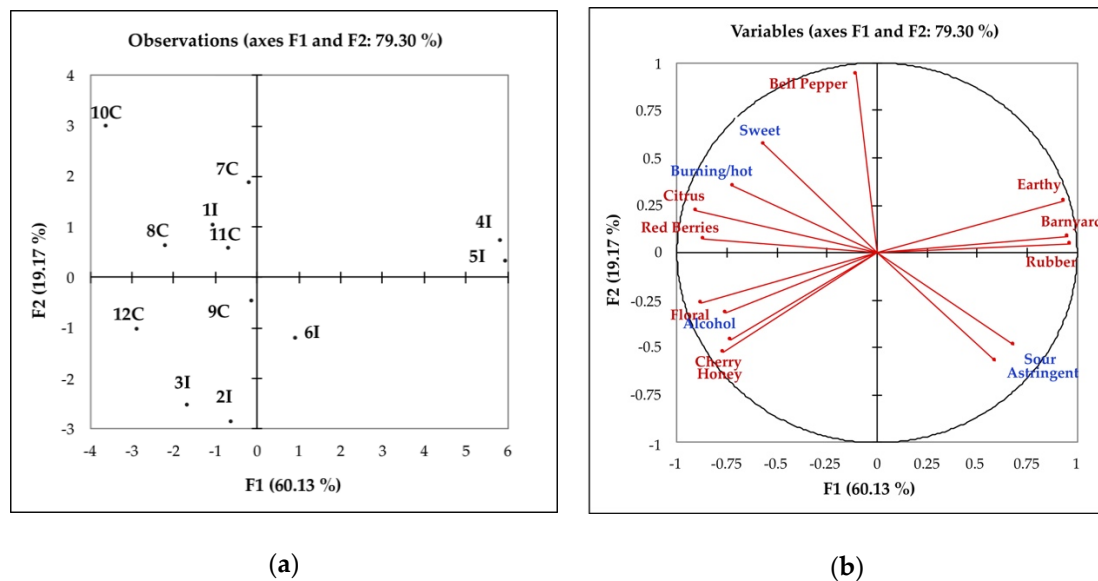 Observations (axes F1 and F2: 79.30 %)
4
3
2
1
0
-1
-2
-3
F2 (19.17 %)
10C
7C
1I
8C
11C
4I
5I
9C
12C
6I
3I
2I
-4 -3 -2 -1 0 1 2 3 4 5 6
F1 (60.13 %)
(a)
Variables (axes F1 and F2: 79.30 %)
1
0.75
0.5
0.25
0
-0.25
-0.5
-0.75
-1
F2 (19.17 %)
Bell Pepper
Sweet
Burning/hot
Citrus
Earthy
Red Berries
Barnyard
Rubber
Floral
Alcohol
Cherry
Honey
Sour
Astringent
-1 -0.75 -0.5 -0.25 0 0.25 0.5 0.75 1
F1 (60.13 %)
(b)